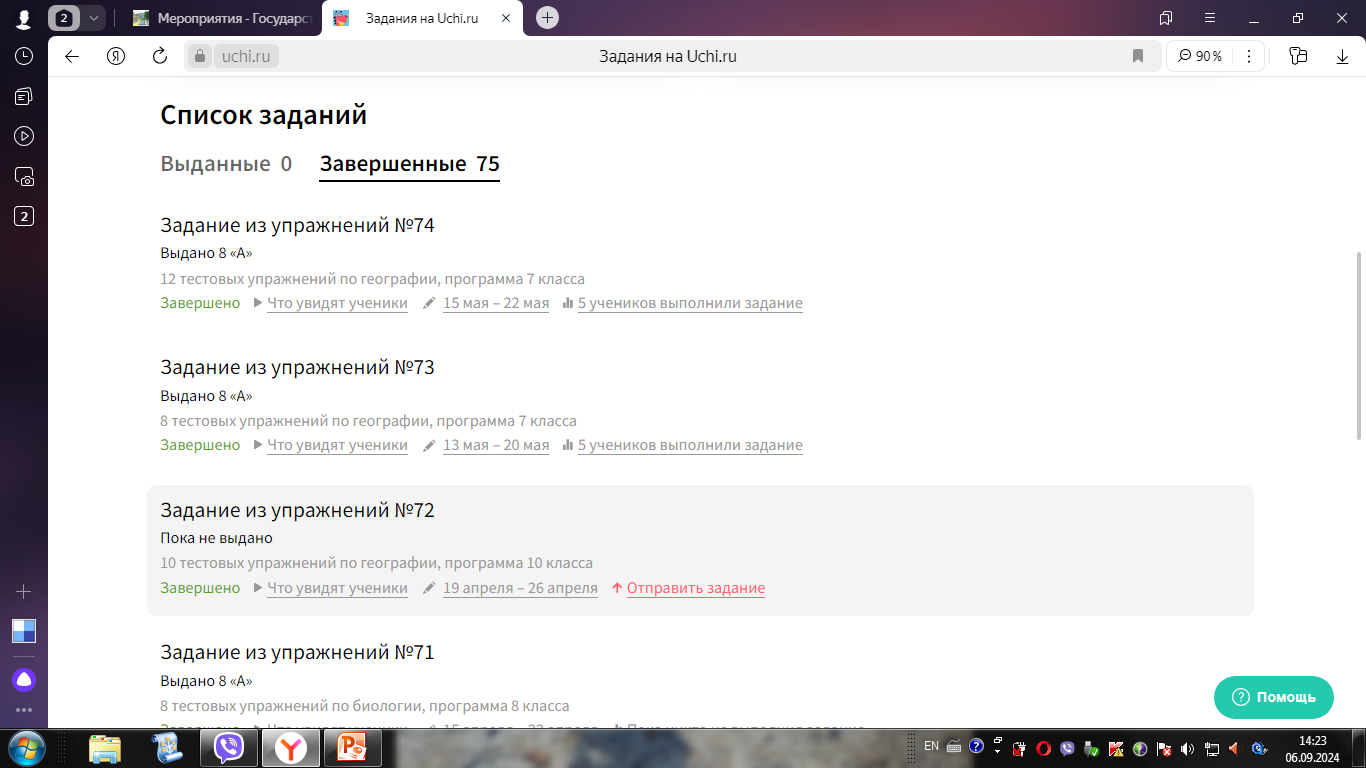 2
Мероприятия - Государст
Задания на Uchi.ru
uchi.ru
Задания на Uchi.ru
90 %
2
Список заданий
Выданные 0
Завершенные 75
Задание из упражнений №74
Выдано 8 «А»
12 тестовых упражнений по географии, программа 7 класса
Завершено Что увидят ученики 15 мая – 22 мая 5 учеников выполнили задание
Задание из упражнений №73
Выдано 8 «А»
8 тестовых упражнений по географии, программа 7 класса
Завершено Что увидят ученики 13 мая – 20 мая 5 учеников выполнили задание
Задание из упражнений №72
Пока не выдано
10 тестовых упражнений по географии, программа 10 класса
Завершено Что увидят ученики 19 апреля – 26 апреля Отправить задание
Задание из упражнений №71
Выдано 8 «А»
8 тестовых упражнений по биологии, программа 8 класса
Помощь
EN
14:23
06.09.2024